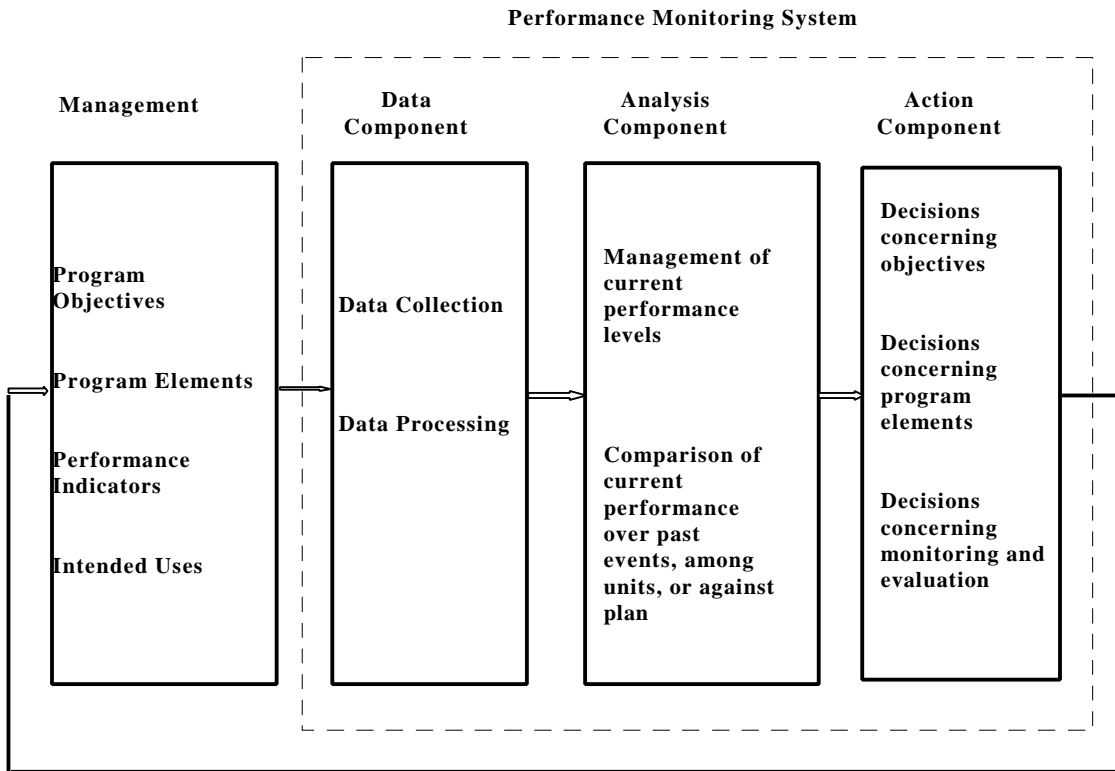 Performance Monitoring System
Management
Data
Component
Analysis
Component
Action
Component
Program
Objectives
Program Elements
Performance
Indicators
Intended Uses
Data Collection
Data Processing
Management of
current
performance
levels
Comparison of
current
performance
over past
events, among
units, or against
plan
Decisions
concerning
objectives
Decisions
concerning
program
elements
Decisions
concerning
monitoring and
evaluation